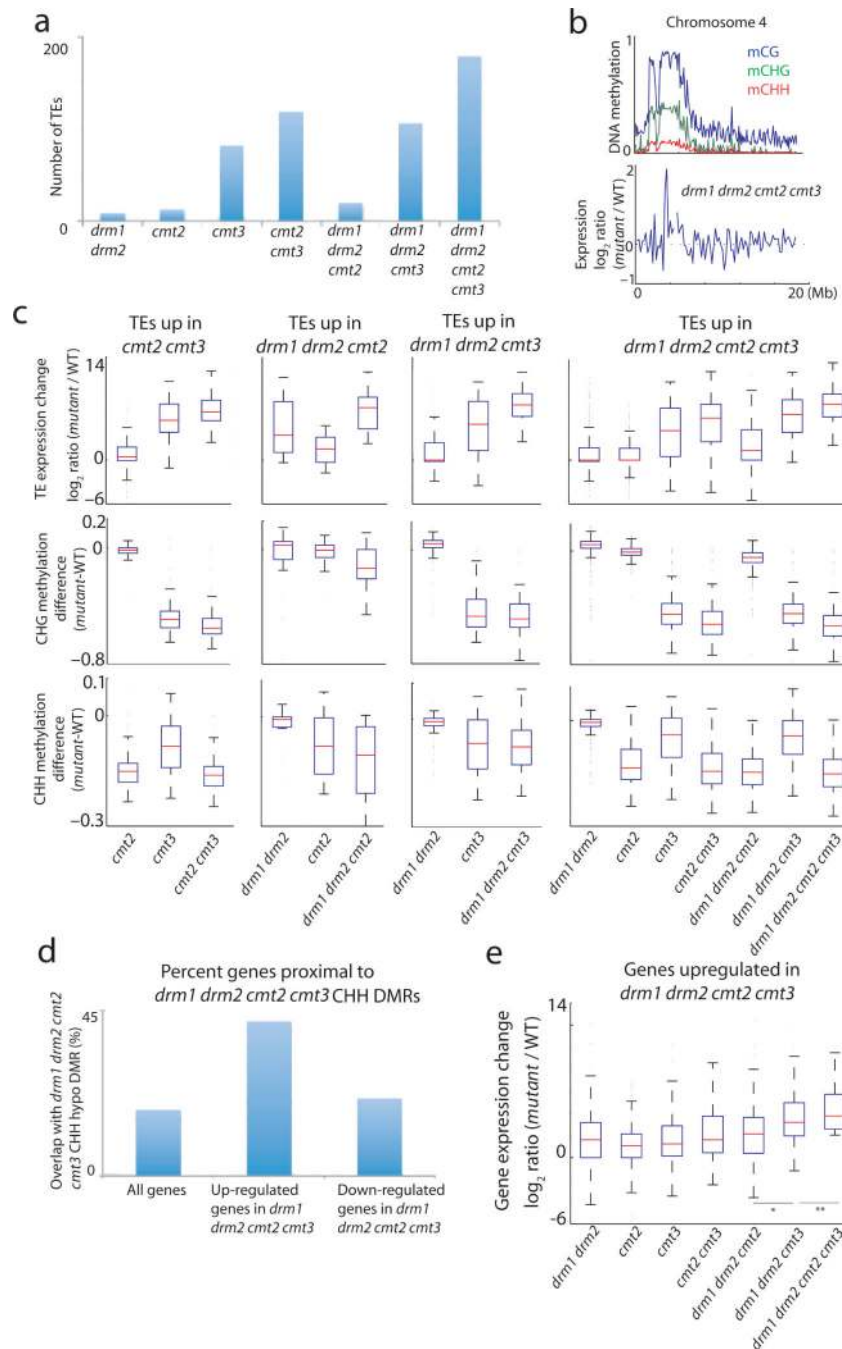 a
200
Number of TEs
0
drm1
drm2
cmt2
cmt3
cmt2
cmt3
drm1
drm2
cmt2
drm1
drm2
cmt3
drm1
drm2
cmt2
cmt3
b
Chromosome 4
1
mCG
mCHG
mCHH
DNA methylation
0
2
drm1 drm2 cmt2 cmt3
Expression
log2 ratio
(mutant / WT)
0
−1
0
20 (Mb)
c
TEs up in
cmt2 cmt3
TEs up in
drm1 drm2 cmt2
TEs up in
drm1 drm2 cmt3
TEs up in
drm1 drm2 cmt2 cmt3
14
TE expression change
log2 ratio (mutant / WT)
0
−6
0.2
0
CHG methylation
difference
(mutant-WT)
−0.8
0.1
0
CHH methylation
difference
(mutant-WT)
−0.3
cmt2
cmt3
cmt2 cmt3
drm1 drm2
cmt2
drm1 drm2 cmt2
drm1 drm2
cmt3
drm1 drm2 cmt3
drm1 drm2
cmt2
cmt3
cmt2 cmt3
drm1 drm2 cmt2
drm1 drm2 cmt3
drm1 drm2 cmt2 cmt3
d
Percent genes proximal to
drm1 drm2 cmt2 cmt3 CHH DMRs
45
Overlap with drm1 drm2 cmt2
cmt3 CHH hypo DMR (%)
0
All genes
Up-regulated
genes in drm1
drm2 cmt2 cmt3
Down-regulated
genes in drm1
drm2 cmt2 cmt3
e
Genes upregulated in
drm1 drm2 cmt2 cmt3
14
Gene expression change
log2 ratio (mutant / WT)
0
-6
*
**
drm1 drm2
cmt2
cmt3
cmt2 cmt3
drm1 drm2 cmt2
drm1 drm2 cmt3
drm1 drm2 cmt2 cmt3